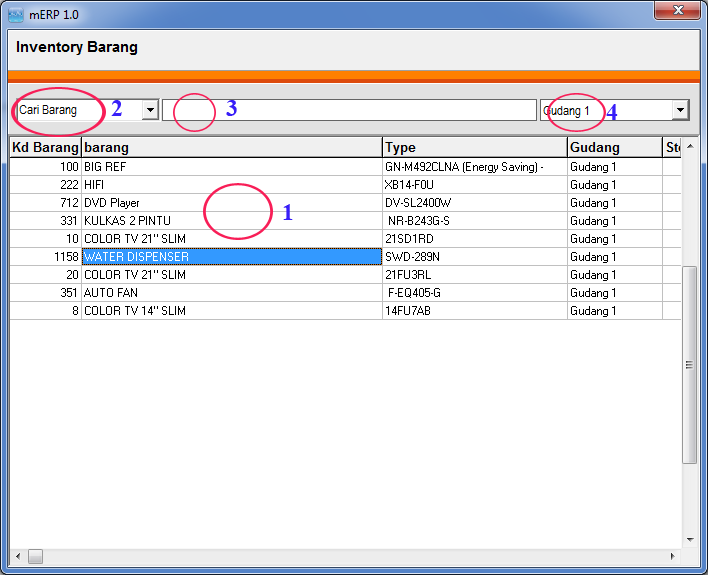 mERP 1.0
Inventory Barang
Cari Barang 2 3 Gudang 1 4
Kd Barang barang Type Gudang
100 BIG REF GN-M492CLNA (Energy Saving) - Gudang 1
222 HIFI XB14-F0U Gudang 1
712 DVD Player DV-SL2400W Gudang 1
1
331 KULKAS 2 PINTU NR-B243G-S Gudang 1
10 COLOR TV 21" SLIM 21SD1RD Gudang 1
1158 WATER DISPENSER SWD-289N Gudang 1
20 COLOR TV 21" SLIM 21FU3RL Gudang 1
351 AUTO FAN F-EQ405-G Gudang 1
8 COLOR TV 14" SLIM 14FU7AB Gudang 1